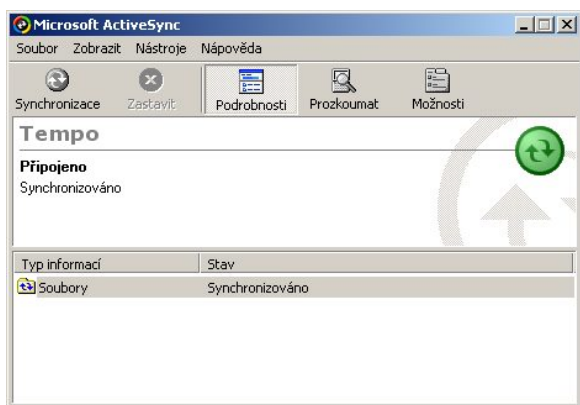 Microsoft ActiveSync
Soubor Zobrazit Nástroje Nápověda
Synchronizace Zastavit Podrobnosti Prozkoumat Možnosti
Tempo
Připojeno
Synchronizováno
Typ informací Stav
Soubory Synchronizováno